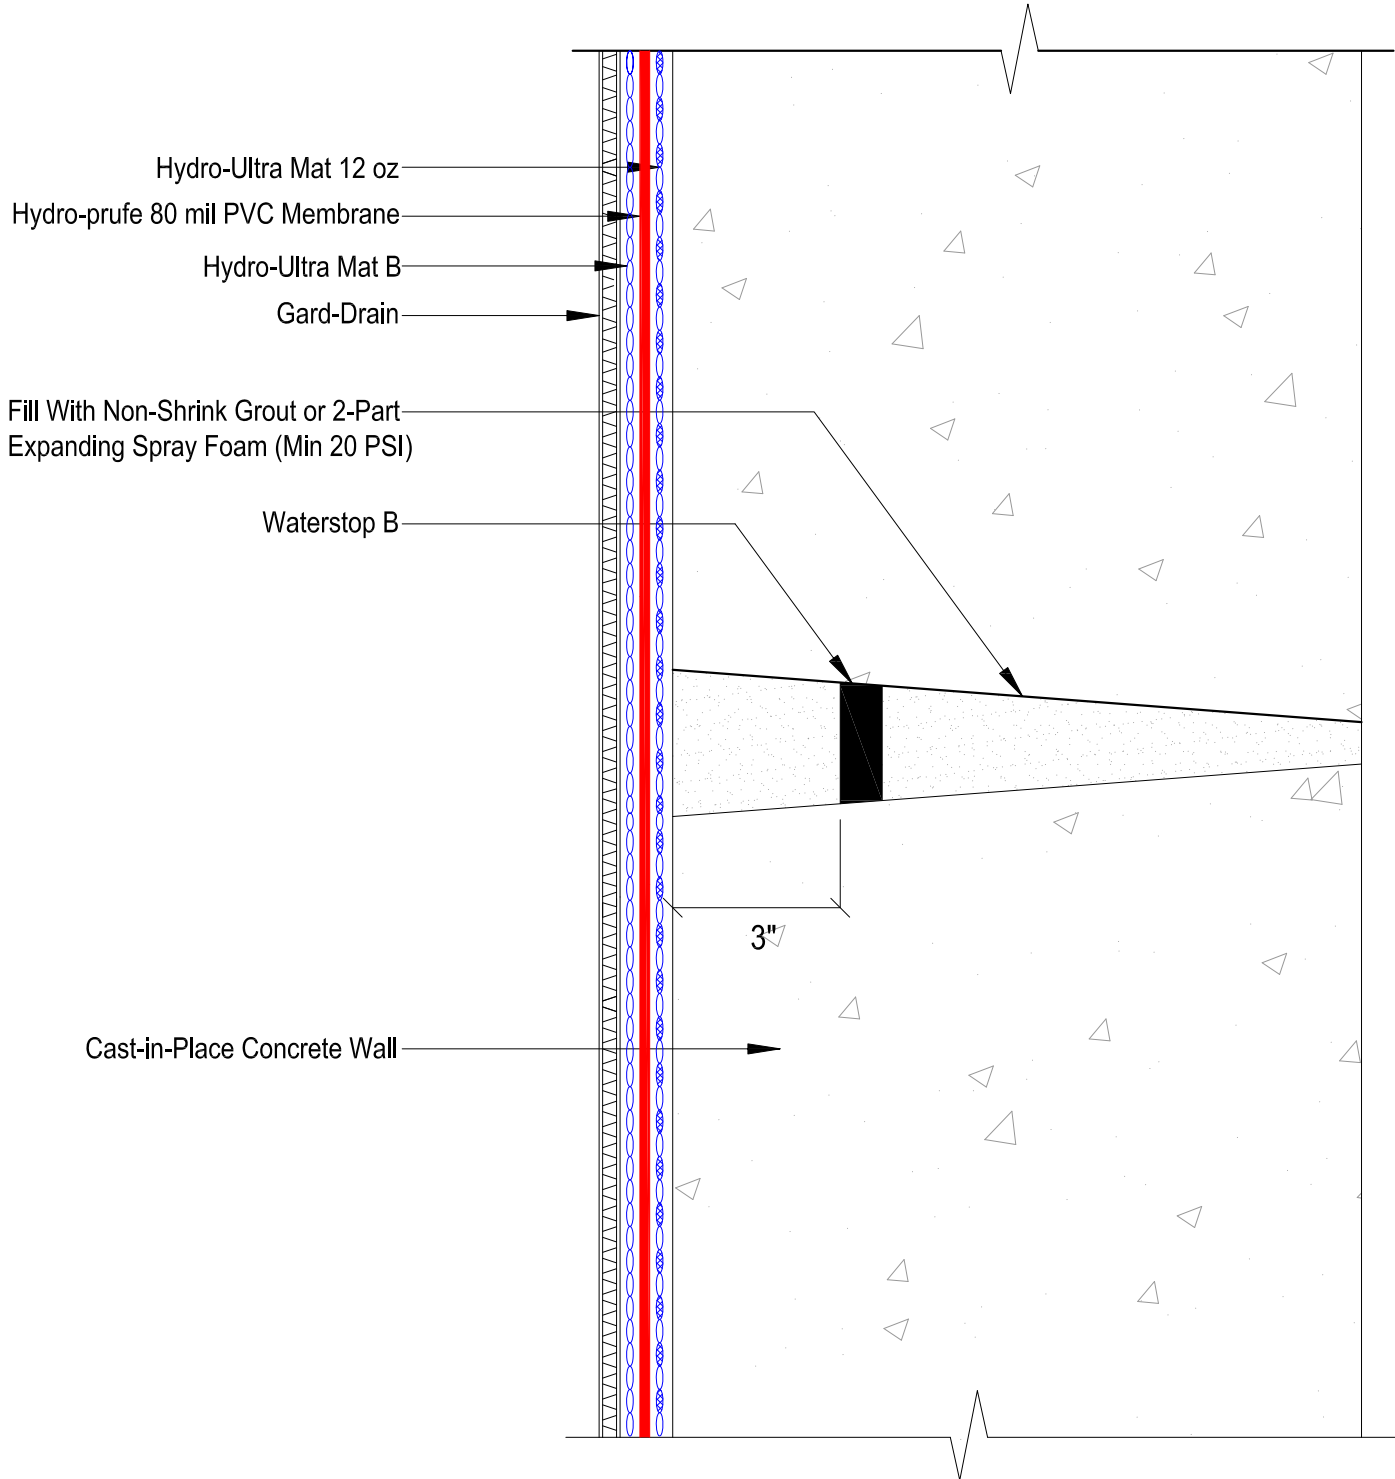 Hydro-Ultra Mat 12 oz
Hydro-prufe 80 mil PVC Membrane
Hydro-Ultra Mat B
Gard-Drain
Fill With Non-Shrink Grout or 2-Part
Expanding Spray Foam (Min 20 PSI)
Waterstop B
3"
Cast-in-Place Concrete Wall